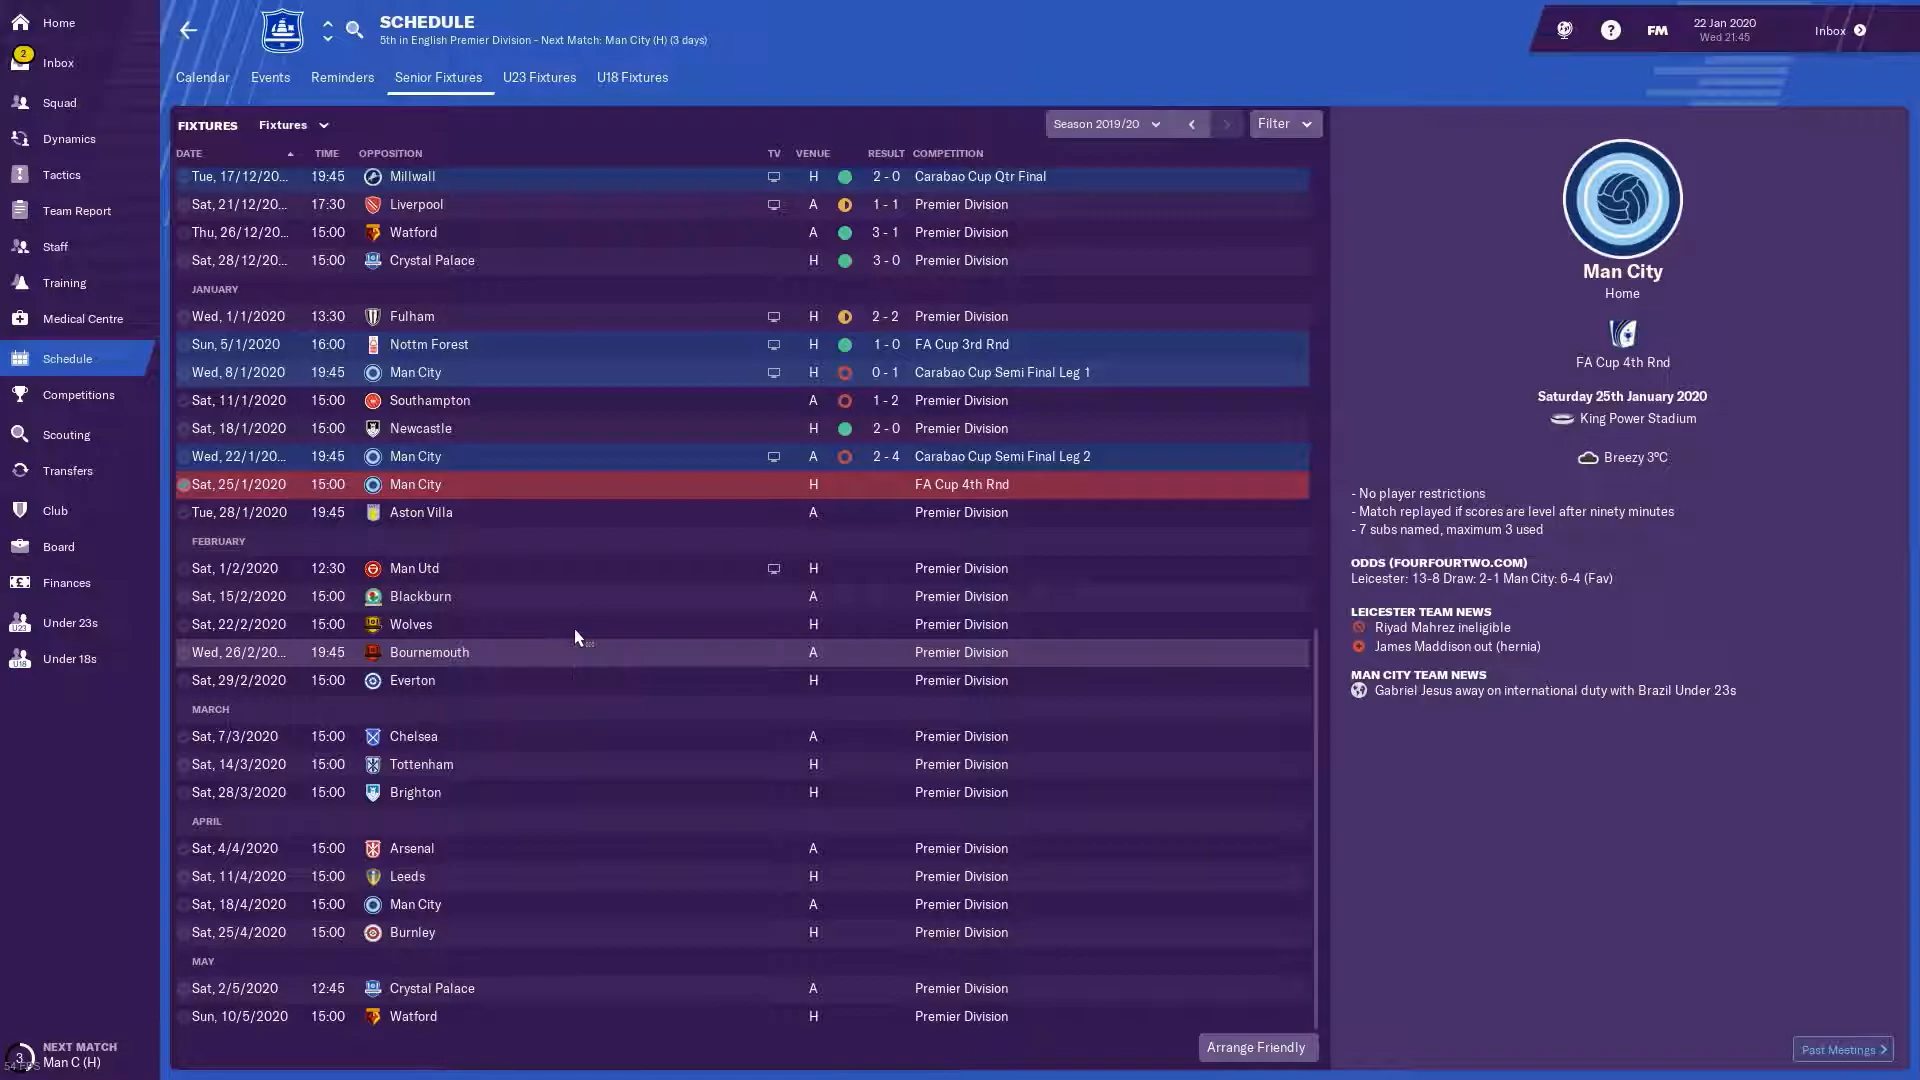 Home
2
Inbox
Squad
Dynamics
Tactics
Team Report
Staff
Training
Medical Centre
Schedule
Competitions
Scouting
Transfers
Club
Board
Finances
U23
Under 23s
U18
Under 18s
NEXT MATCH
3
Man C (H)
54 FPS
SCHEDULE
5th in English Premier Division - Next Match: Man City (H) (3 days)
? FM 22 Jan 2020 Inbox
Wed 21:45
Calendar Events Reminders Senior Fixtures U23 Fixtures U18 Fixtures
FIXTURES Fixtures Season 2019/20 Filter
DATE TIME OPPOSITION TV VENUE RESULT COMPETITION
Tue, 17/12/20... 19:45 Millwall H 2 - 0 Carabao Cup Qtr Final
Sat, 21/12/20... 17:30 Liverpool A 1 - 1 Premier Division
Thu, 26/12/20... 15:00 Watford A 3 - 1 Premier Division
Sat, 28/12/20... 15:00 Crystal Palace H 3 - 0 Premier Division
JANUARY
Wed, 1/1/2020 13:30 Fulham H 2 - 2 Premier Division
Sun, 5/1/2020 16:00 Nottm Forest H 1 - 0 FA Cup 3rd Rnd
Wed, 8/1/2020 19:45 Man City H 0 - 1 Carabao Cup Semi Final Leg 1
Sat, 11/1/2020 15:00 Southampton A 1 - 2 Premier Division
Sat, 18/1/2020 15:00 Newcastle H 2 - 0 Premier Division
Wed, 22/1/20... 19:45 Man City A 2 - 4 Carabao Cup Semi Final Leg 2
Sat, 25/1/2020 15:00 Man City H FA Cup 4th Rnd
Tue, 28/1/2020 19:45 Aston Villa A Premier Division
FEBRUARY
Sat, 1/2/2020 12:30 Man Utd H Premier Division
Sat, 15/2/2020 15:00 Blackburn A Premier Division
Sat, 22/2/2020 15:00 Wolves H Premier Division
Wed, 26/2/20... 19:45 Bournemouth A Premier Division
Sat, 29/2/2020 15:00 Everton H Premier Division
MARCH
Sat, 7/3/2020 15:00 Chelsea A Premier Division
Sat, 14/3/2020 15:00 Tottenham H Premier Division
Sat, 28/3/2020 15:00 Brighton H Premier Division
APRIL
Sat, 4/4/2020 15:00 Arsenal A Premier Division
Sat, 11/4/2020 15:00 Leeds H Premier Division
Sat, 18/4/2020 15:00 Man City A Premier Division
Sat, 25/4/2020 15:00 Burnley H Premier Division
MAY
Sat, 2/5/2020 12:45 Crystal Palace A Premier Division
Sun, 10/5/2020 15:00 Watford H Premier Division
Arrange Friendly
Man City
Home
FA Cup 4th Rnd
Saturday 25th January 2020
King Power Stadium
Breezy 3ºC
- No player restrictions
- Match replayed if scores are level after ninety minutes
- 7 subs named, maximum 3 used
ODDS (FOURFOURTWO.COM)
Leicester: 13-8 Draw: 2-1 Man City: 6-4 (Fav)
LEICESTER TEAM NEWS
Riyad Mahrez ineligible
James Maddison out (hernia)
MAN CITY TEAM NEWS
Gabriel Jesus away on international duty with Brazil Under 23s
Past Meetings